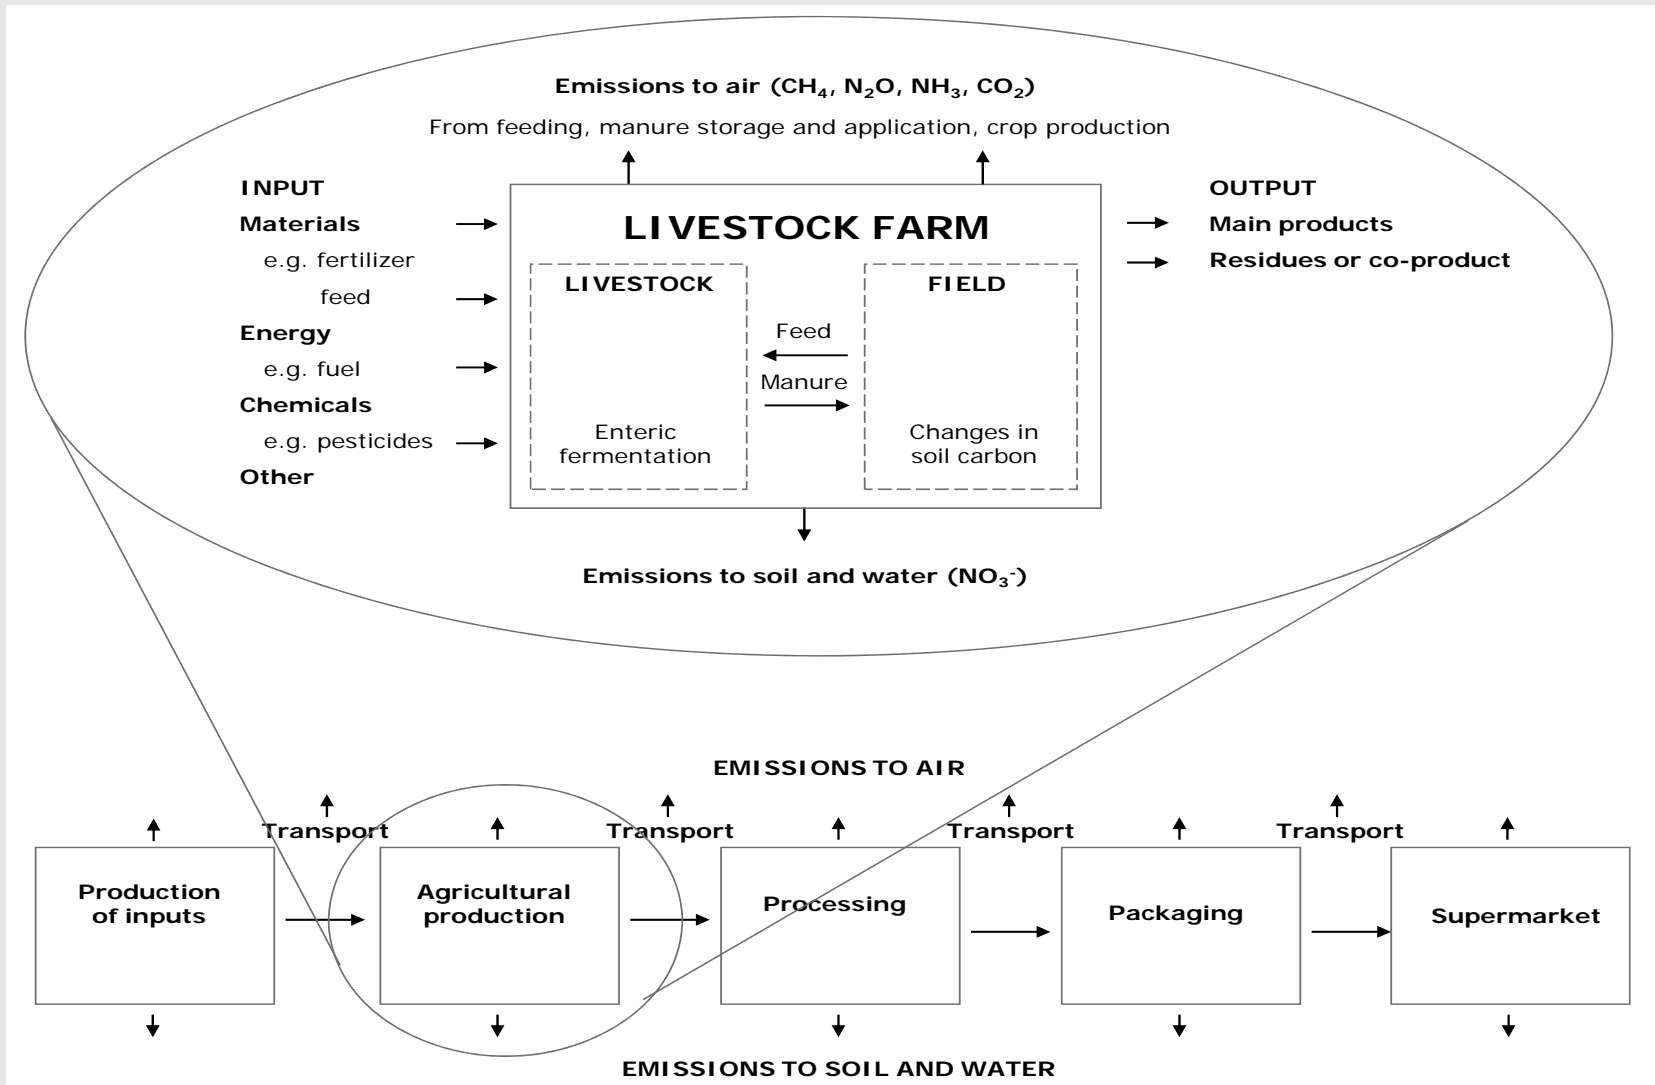 Emissions to air (CH₄, N₂O, NH₃, CO₂)
From feeding, manure storage and application, crop production
INPUT
Materials
e.g. fertilizer
feed
Energy
e.g. fuel
Chemicals
e.g. pesticides
Other
LIVESTOCK FARM
LIVESTOCK
Enteric
fermentation
Feed
Manure
FIELD
Changes in
soil carbon
OUTPUT
Main products
Residues or co-product
Emissions to soil and water (NO₃⁻)
EMISSIONS TO AIR
Transport
Transport
Transport
Transport
Production
of inputs
Agricultural
production
Processing
Packaging
Supermarket
EMISSIONS TO SOIL AND WATER